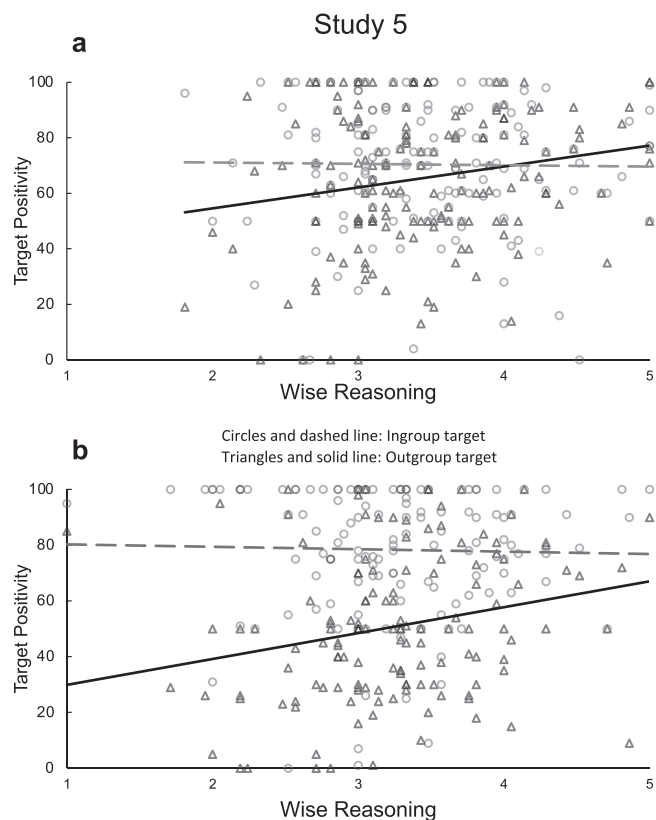 Study 5
a
Target Positivity
100
80
60
40
20
0
1 2 3 4 5
Wise Reasoning
b
Circles and dashed line: Ingroup target
Triangles and solid line: Outgroup target
Target Positivity
100
80
60
40
20
0
1 2 3 4 5
Wise Reasoning